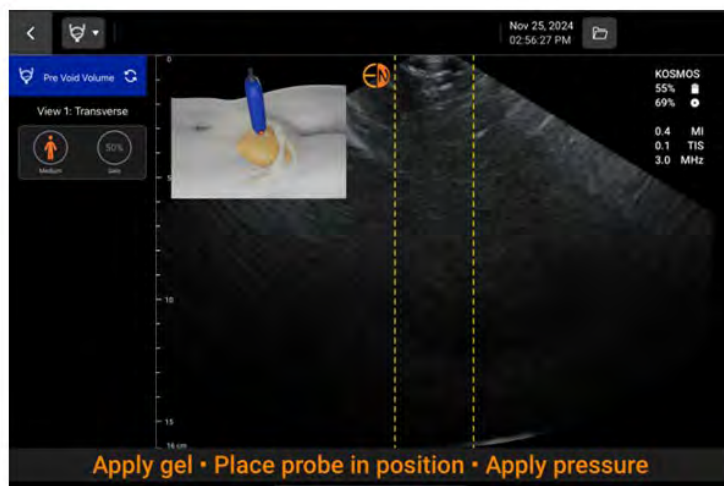 Nov 25, 2024
02:56:27 PM
Pre Void Volume
View 1: Transverse
Medium
50%
Gain
KOSMOS
55%
69%
0.4 MI
0.1 TIS
3.0 MHz
0
5
10
15
16 cm
Apply gel • Place probe in position • Apply pressure